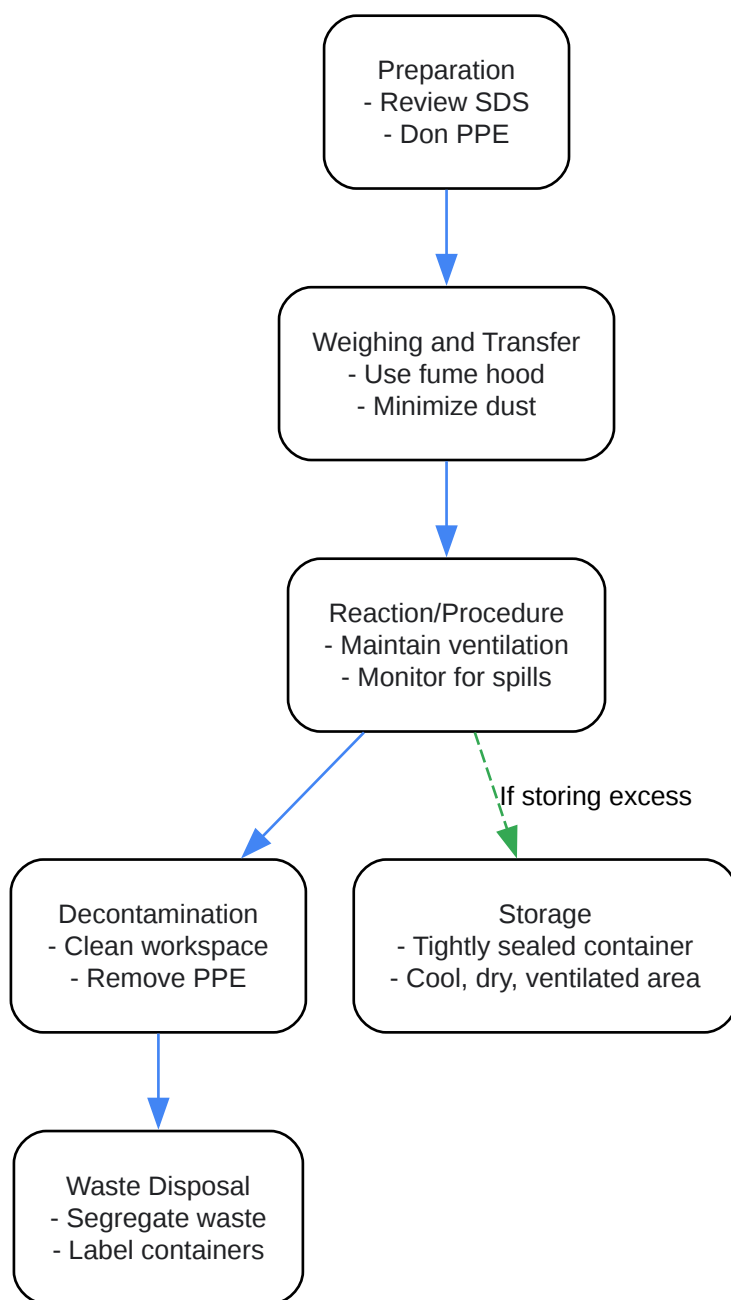 Preparation
- Review SDS
- Don PPE
Weighing and Transfer
- Use fume hood
- Minimize dust
Reaction/Procedure
- Maintain ventilation
- Monitor for spills
If storing excess
Decontamination
- Clean workspace
- Remove PPE
Storage
- Tightly sealed container
- Cool, dry, ventilated area
Waste Disposal
- Segregate waste
- Label containers